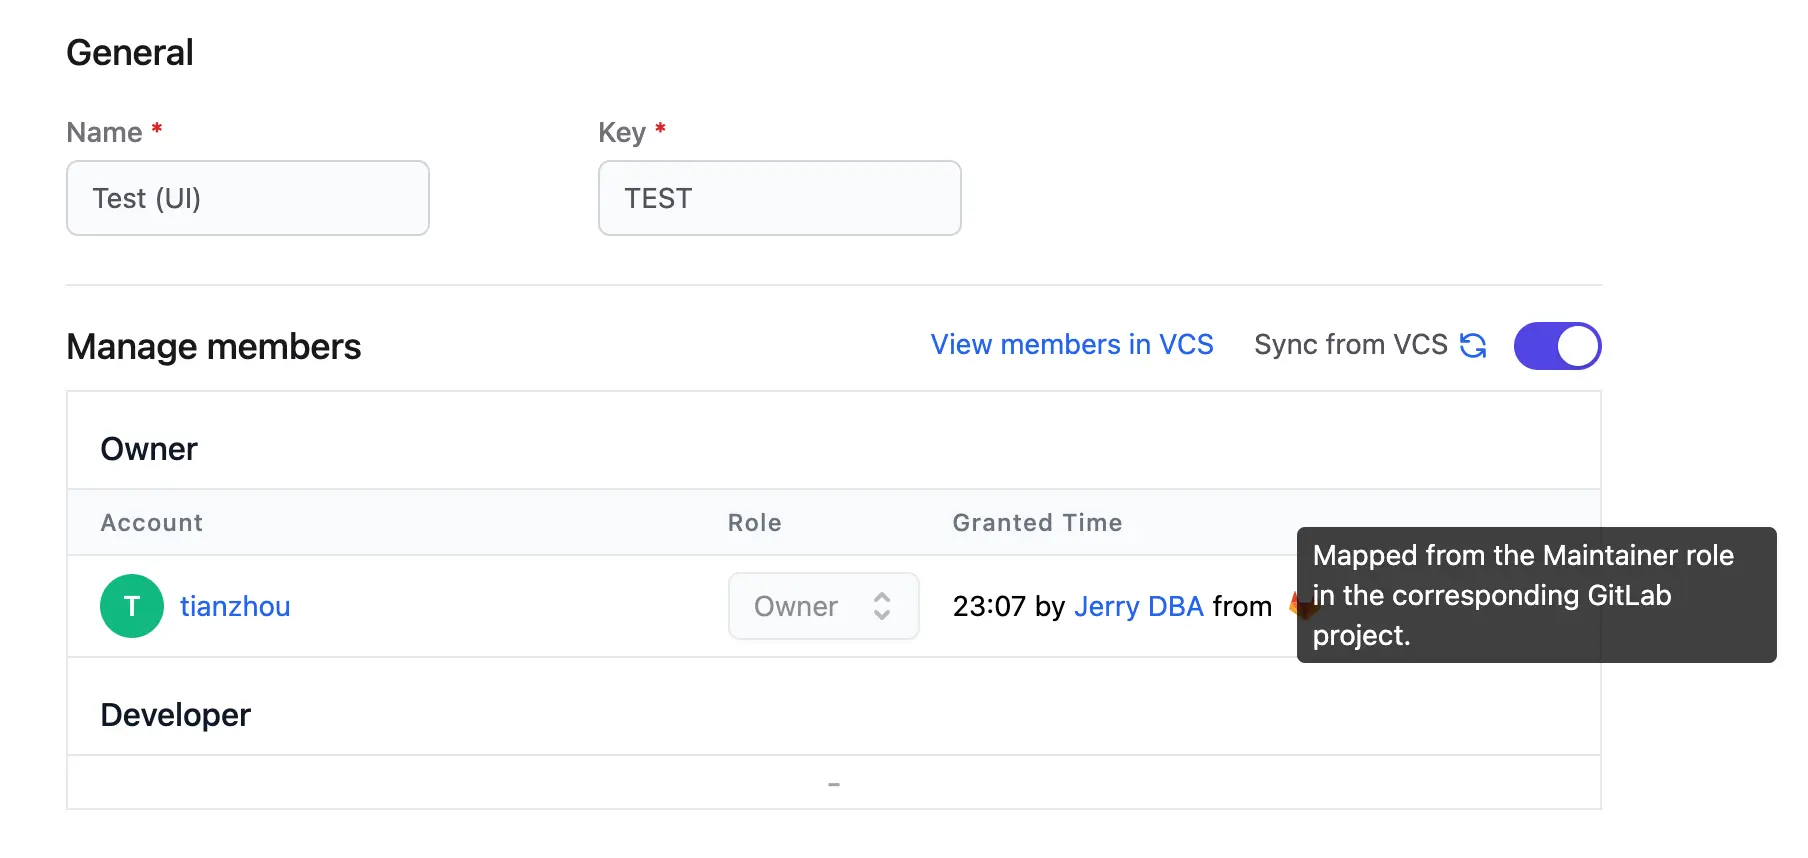 General
Name * Key *
Test (UI) TEST
Manage members View members in VCS Sync from VCS
Owner
Account Role Granted Time
T tianzhou Owner 23:07 by Jerry DBA from
Mapped from the Maintainer role
in the corresponding GitLab
project.
Developer
-